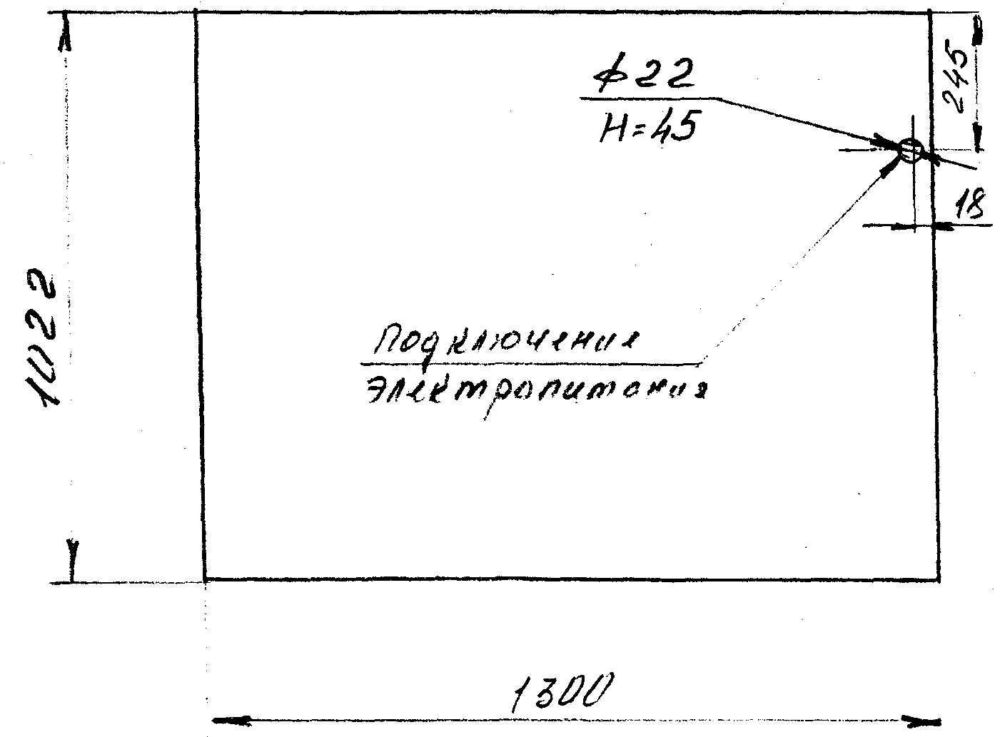 ф22
H=45
245
18
1022
Подключение
электропитания
1300